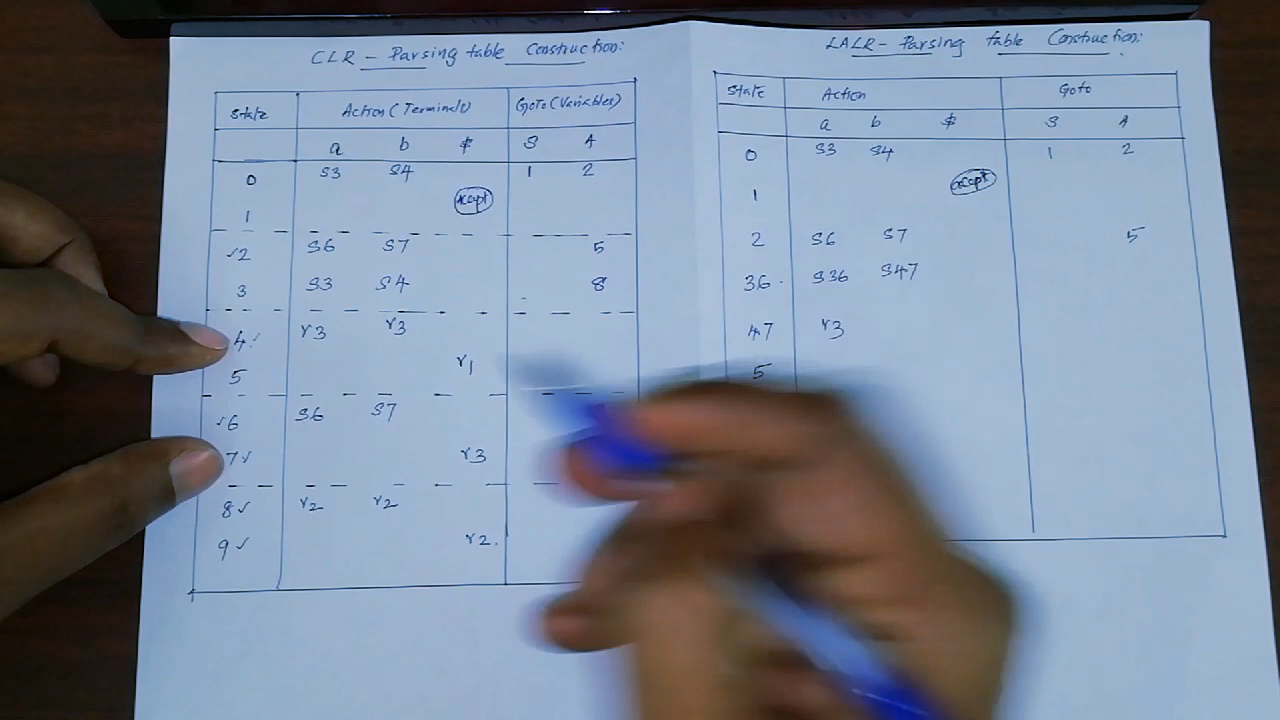 CLR - Parsing table Construction:
State Action (Terminals) Goto (Variables)
a b $ S A
0 S3 S4 1 2
1 Accept
✓2 S6 S7 5
3 S3 S4 8
4✓ r3 r3
5 r1
✓6 S6 S7
7✓ r3
8✓ r2 r2
9✓ r2.
LALR - Parsing table Construction:
State Action Goto
a b $ S A
0 S3 S4 1 2
1 accept
2 S6 S7 5
36 S36 S47
47 r3
5